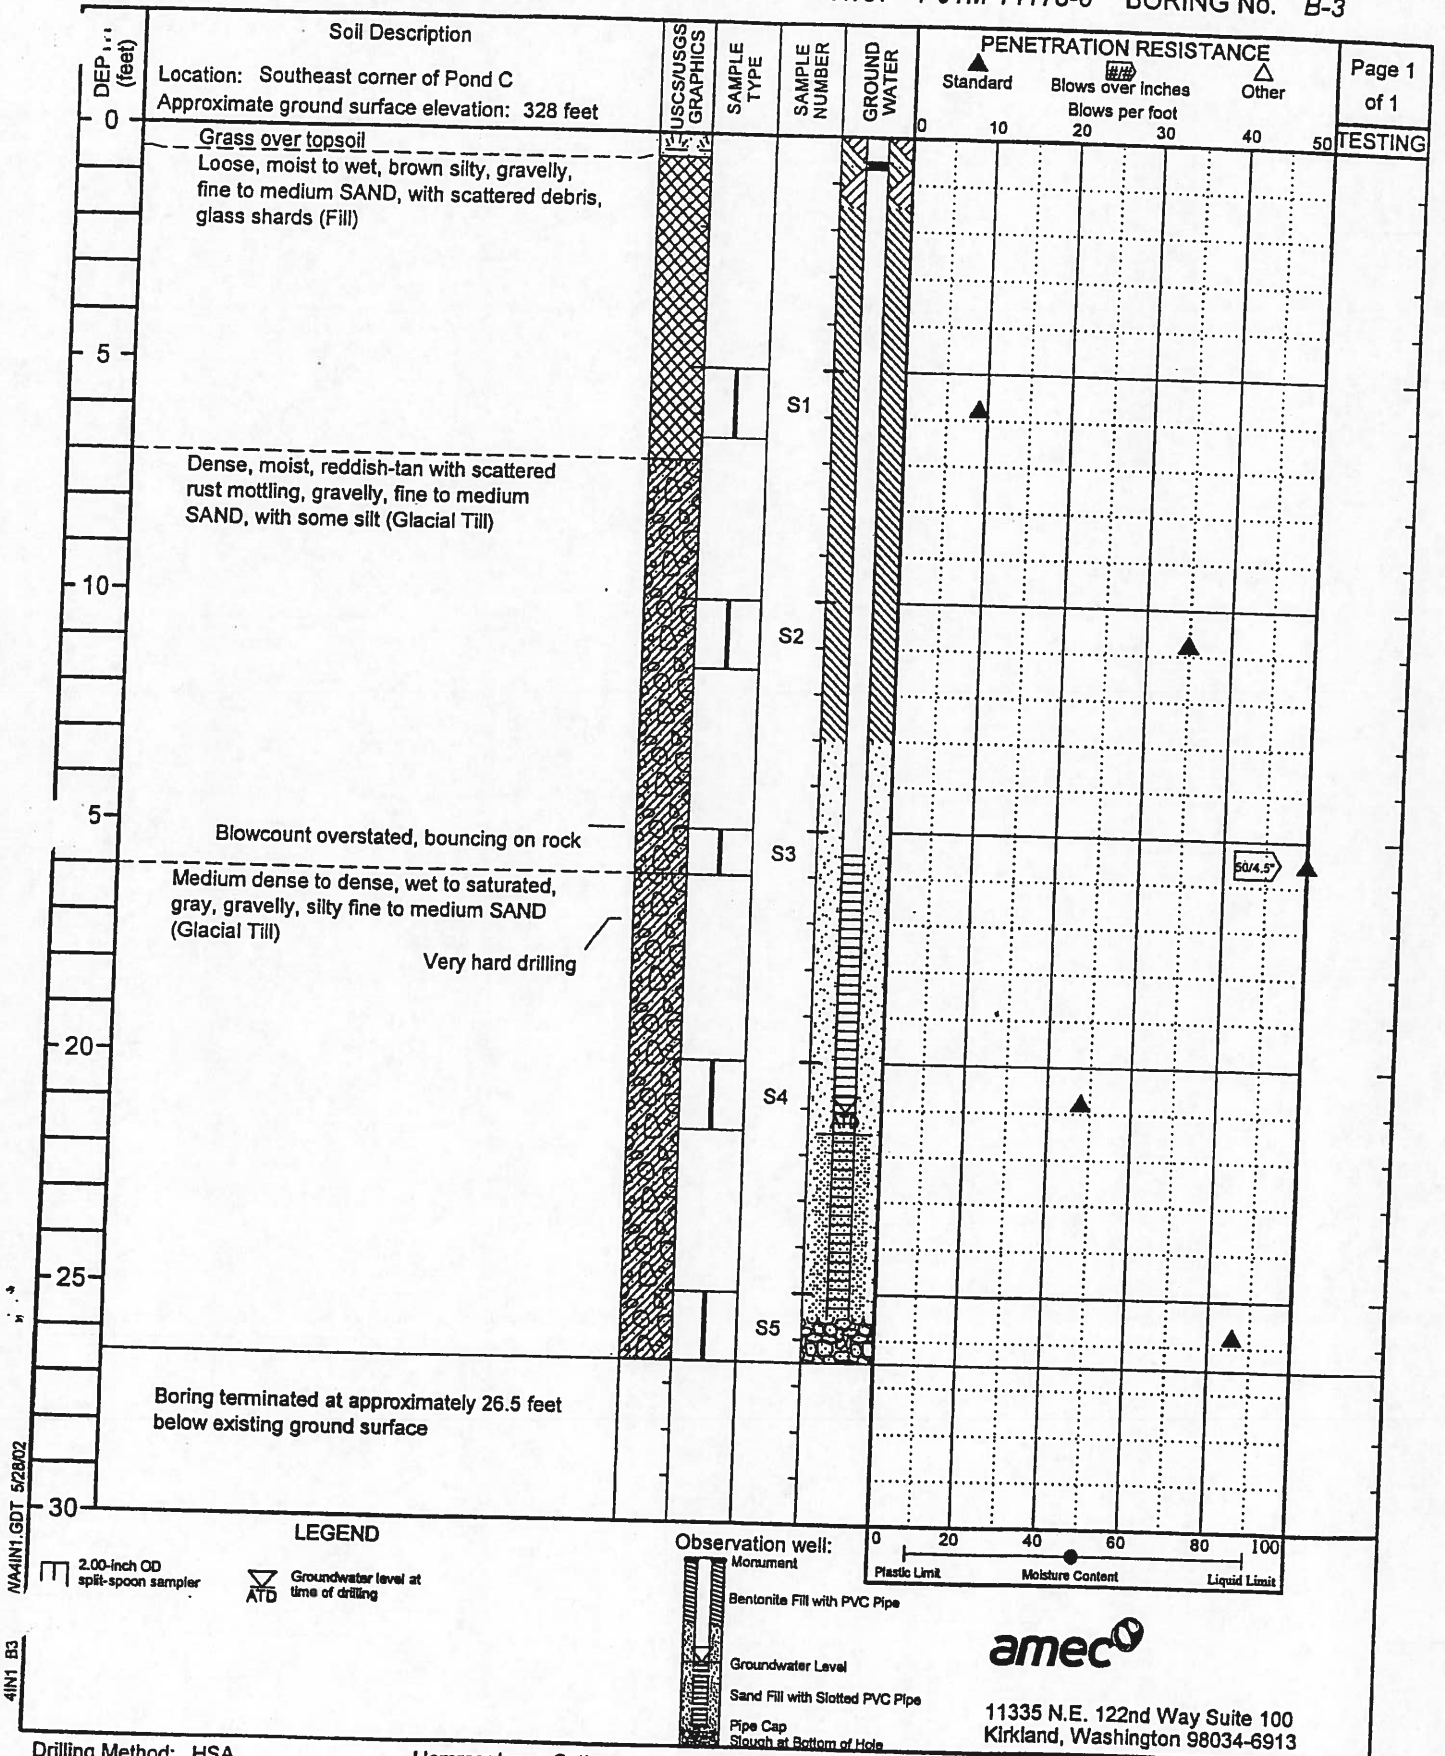 BORING No. B-3
DEPTH
(feet)
Soil Description
Location: Southeast corner of Pond C
Approximate ground surface elevation: 328 feet
USCS/USGS
GRAPHICS
SAMPLE
TYPE
SAMPLE
NUMBER
GROUND
WATER
PENETRATION RESISTANCE
Standard
##
Blows over inches
Other
Blows per foot
0 10 20 30 40 50
Page 1
of 1
TESTING
0
Grass over topsoil
Loose, moist to wet, brown silty, gravelly,
fine to medium SAND, with scattered debris,
glass shards (Fill)
5
S1
Dense, moist, reddish-tan with scattered
rust mottling, gravelly, fine to medium
SAND, with some silt (Glacial Till)
10
S2
5
Blowcount overstated, bouncing on rock
S3
50/4.5"
Medium dense to dense, wet to saturated,
gray, gravelly, silty fine to medium SAND
(Glacial Till)
Very hard drilling
20
S4
ATD
25
S5
Boring terminated at approximately 26.5 feet
below existing ground surface
30
LEGEND
2.00-inch OD
split-spoon sampler
ATD
Groundwater level at
time of drilling
Observation well:
Monument
Bentonite Fill with PVC Pipe
Groundwater Level
Sand Fill with Slotted PVC Pipe
Pipe Cap
Slough at Bottom of Hole
0 20 40 60 80 100
Plastic Limit
Moisture Content
Liquid Limit
amec
11335 N.E. 122nd Way Suite 100
Kirkland, Washington 98034-6913
4IN1 B3 NA4IN1.GDT 5/28/02
Drilling Method: HSA